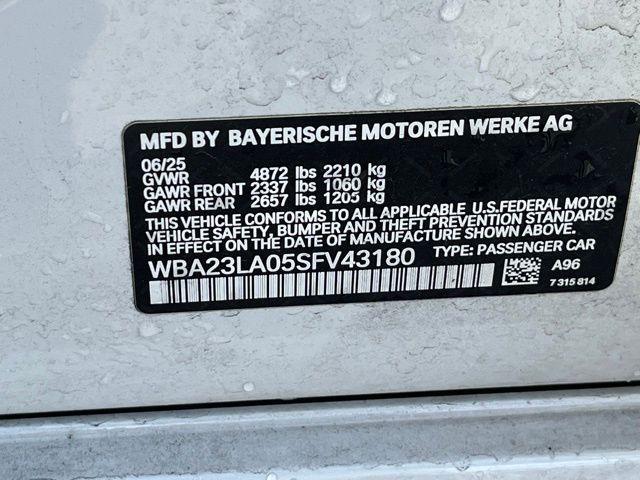 MFD BY BAYERISCHE MOTOREN WERKE AG
06/25
GVWR 4872 lbs 2210 kg
GAWR FRONT 2337 lbs 1060 kg
GAWR REAR 2657 lbs 1205 kg
THIS VEHICLE CONFORMS TO ALL APPLICABLE U.S.FEDERAL MOTOR
VEHICLE SAFETY, BUMPER AND THEFT PREVENTION STANDARDS
IN EFFECT ON THE DATE OF MANUFACTURE SHOWN ABOVE.
WBA23LA05SFV43180 TYPE: PASSENGER CAR
A96
7 315 814